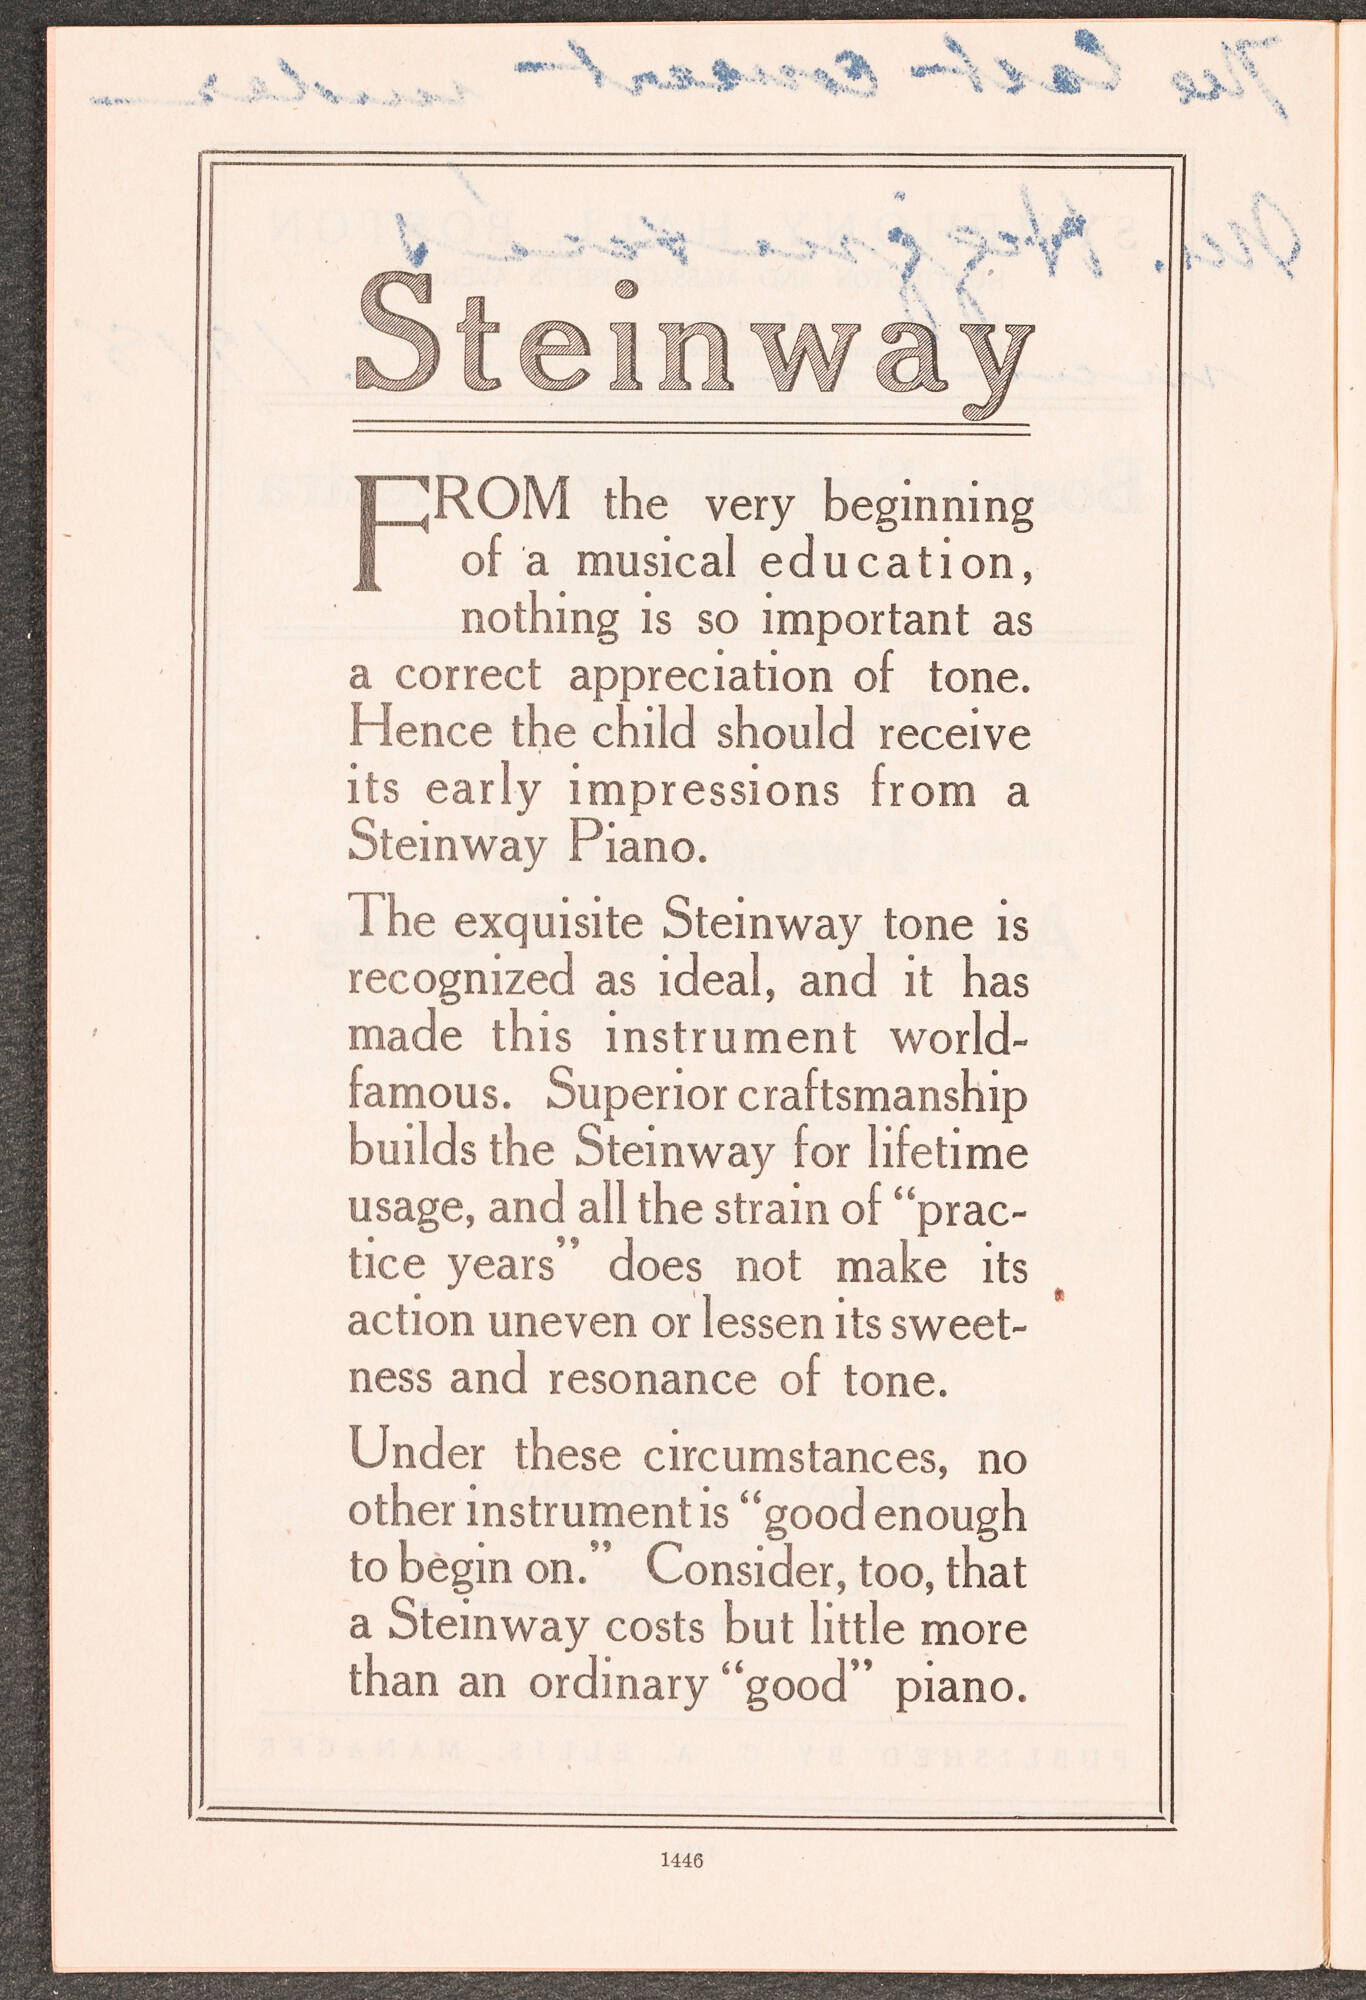 Steinway
FROM the very beginning
of a musical education,
nothing is so important as
a correct appreciation of tone.
Hence the child should receive
its early impressions from a
Steinway Piano.
The exquisite Steinway tone is
recognized as ideal, and it has
made this instrument world-
famous. Superior craftsmanship
builds the Steinway for lifetime
usage, and all the strain of “prac-
tice years” does not make its
action uneven or lessen its sweet-
ness and resonance of tone.
Under these circumstances, no
other instrument is “good enough
to begin on.” Consider, too, that
a Steinway costs but little more
than an ordinary “good” piano.
1446